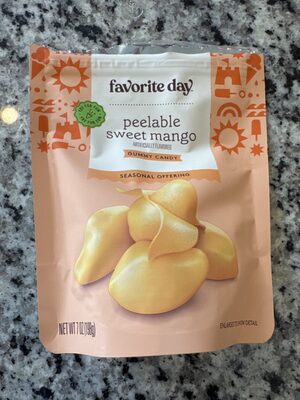 favorite day™
peelable
sweet mango
ARTIFICIALLY FLAVORED
GUMMY CANDY
SEASONAL OFFERING
NET WT 7 OZ (198g)
ENLARGED TO SHOW DETAIL